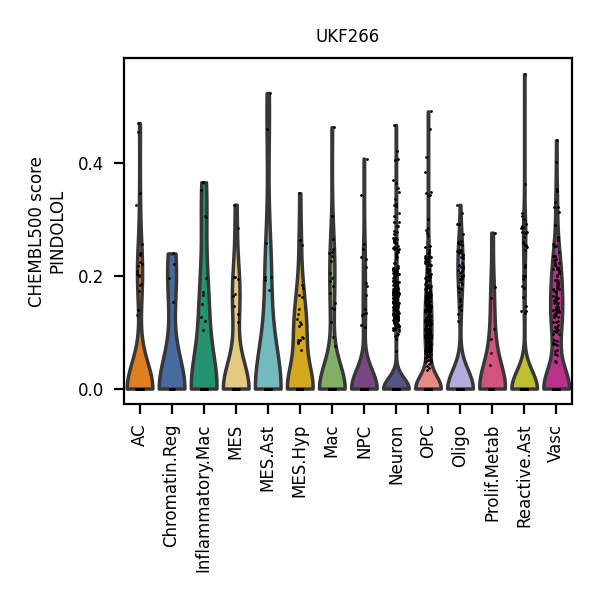 UKF266
CHEMBL500 score
PINDOLOL
0.4
0.2
0.0
AC
Chromatin.Reg
Inflammatory.Mac
MES
MES.Ast
MES.Hyp
Mac
NPC
Neuron
OPC
Oligo
Prolif.Metab
Reactive.Ast
Vasc